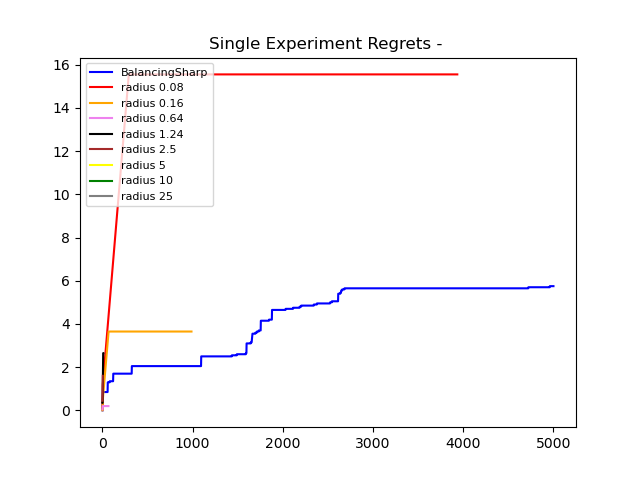 Single Experiment Regrets -
16
14
12
10
8
6
4
2
0
BalancingSharp
radius 0.08
radius 0.16
radius 0.64
radius 1.24
radius 2.5
radius 5
radius 10
radius 25
0 1000 2000 3000 4000 5000